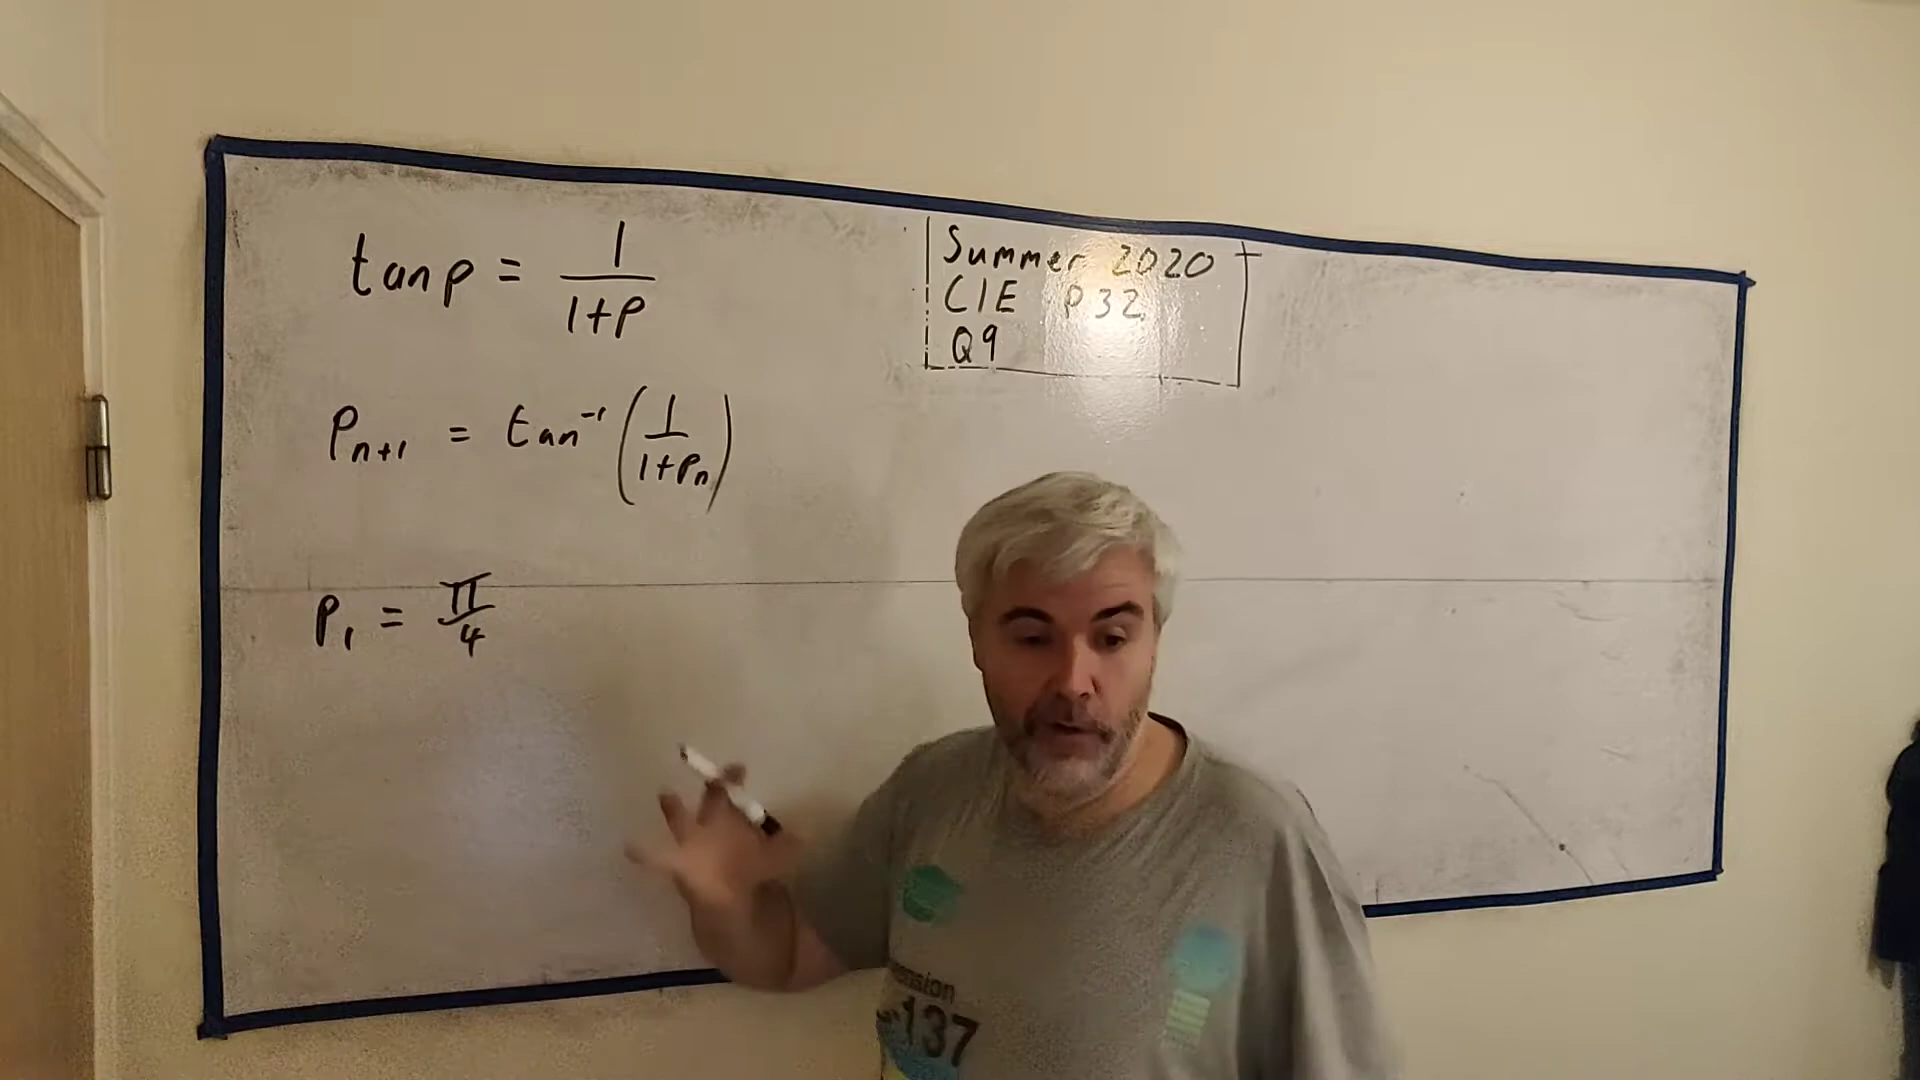 tan p = 1/(1+p)
Summer 2020
CIE P32
Q9
p_{n+1} = tan^{-1}(1/(1+p_n))
p_1 = π/4
137